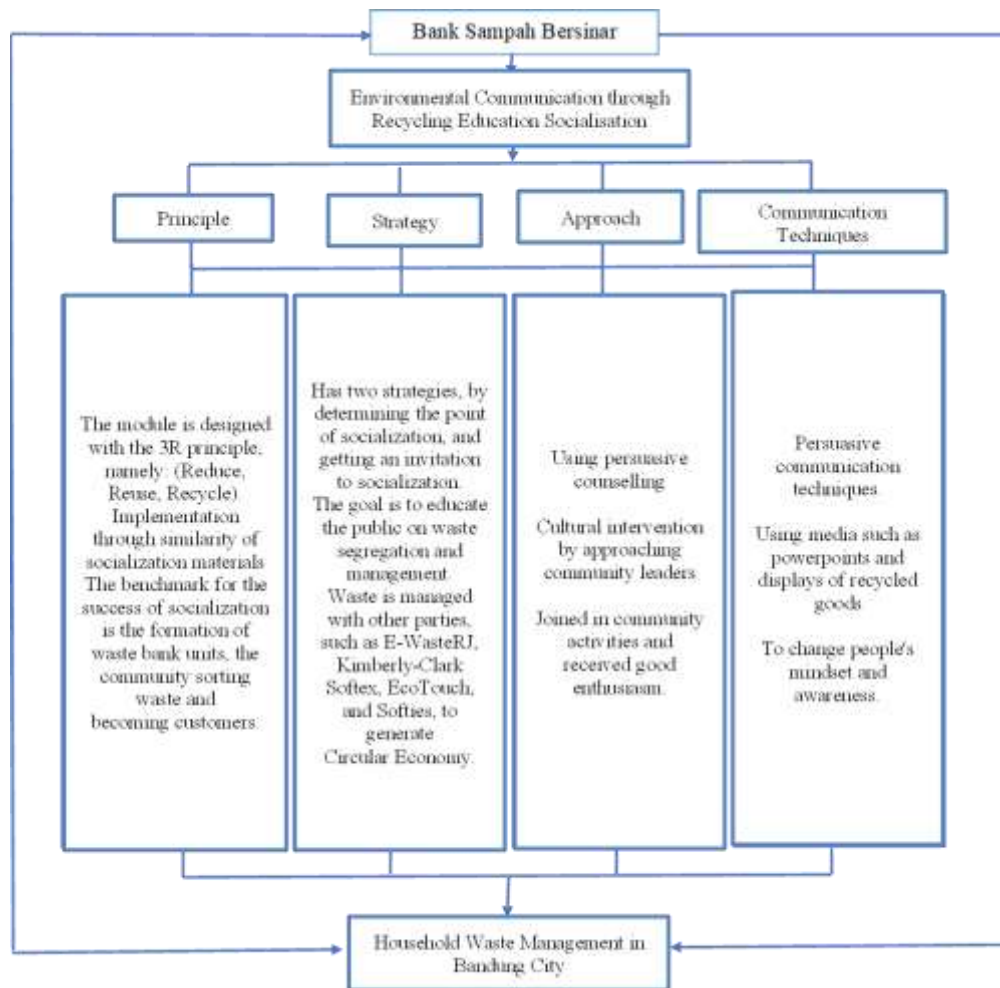 Bank Sampah Bersinar
Environmental Communication through
Recycling Education Socialisation
Principle
Strategy
Approach
Communication
Techniques
The module is designed
with the 3R principle,
namely: (Reduce,
Reuse, Recycle)
Implementation
through similarity of
socialization materials
The benchmark for the
success of socialization
is the formation of
waste bank units, the
community sorting
waste and
becoming customers.
Has two strategies, by
determining the point
of socialization, and
getting an invitation
to socialization.
The goal is to educate
the public on waste
segregation and
management.
Waste is managed
with other parties,
such as E-WasteRJ,
Kimberly-Clark
Softex, EcoTouch,
and Softies, to
generate
Circular Economy.
Using persuasive
counselling
Cultural intervention
by approaching
community leaders
Joined in community
activities and
received good
enthusiasm.
Persuasive
communication
techniques
Using media such as
powerpoints and
displays of recycled
goods
To change people's
mindset and
awareness.
Household Waste Management in
Bandung City